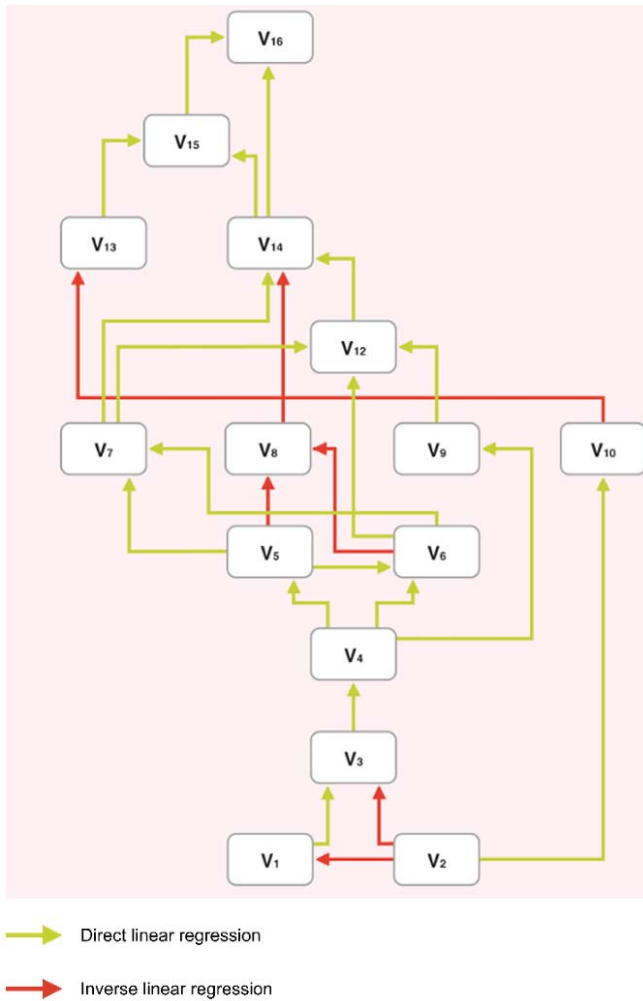 V16
V15
V13
V14
V12
V7
V8
V9
V10
V5
V6
V4
V3
V1
V2
Direct linear regression
Inverse linear regression